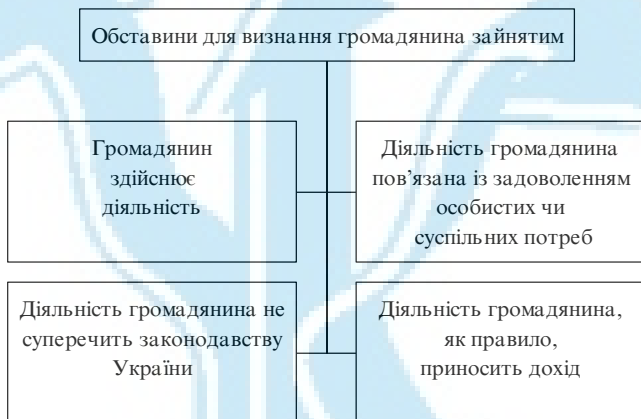 Обставини для визнання громадянина зайнятим
Громадянин
здійснює
діяльність
Діяльність громадянина
пов’язана із задоволенням
особистих чи
суспільних потреб
Діяльність громадянина не
суперечить законодавству
України
Діяльність громадянина,
як правило,
приносить дохід